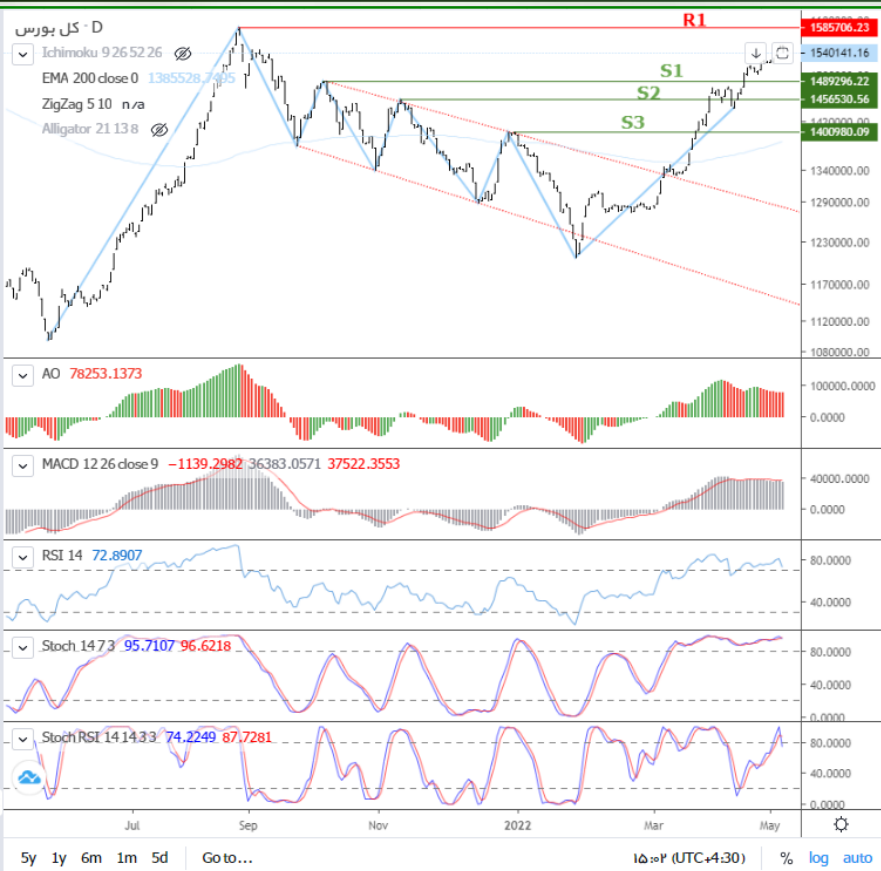 کل بورس · D
Ichimoku 9 26 52 26
EMA 200 close 0 1385528.7495
ZigZag 5 10 n/a
Alligator 21 13 8
R1
S1
S2
S3
1585706.23
1540141.16
1489296.22
1456530.56
1400980.09
1340000.00
1290000.00
1230000.00
1170000.00
1120000.00
1080000.00
AO 78253.1373
100000.0000
0.0000
MACD 12 26 close 9 −1139.2982 36383.0571 37522.3553
40000.0000
0.0000
RSI 14 72.8907
80.0000
40.0000
Stoch 14 7 3 95.7107 96.6218
80.0000
40.0000
0.0000
Stoch RSI 14 14 3 3 74.2249 87.7281
80.0000
40.0000
0.0000
Jul Sep Nov 2022 Mar May
5y 1y 6m 1m 5d Go to... ۱۵:۰۲ (UTC+4:30) % log auto